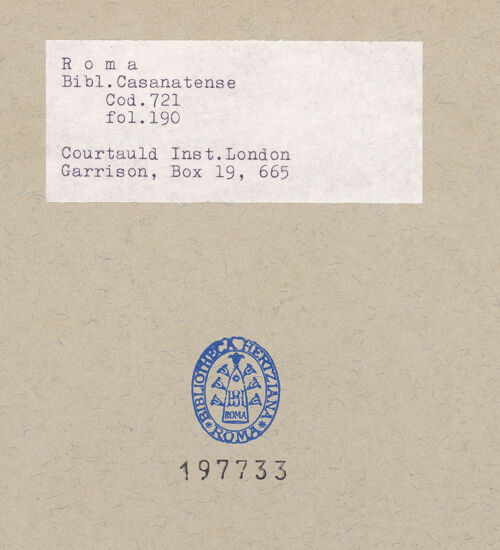 R o m a
Bibl.Casanatense
Cod.721
fol.190
Courtauld Inst.London
Garrison, Box 19, 665
BIBLIOTHECA HERTZIANA
ROMA
* ROMA *
197733